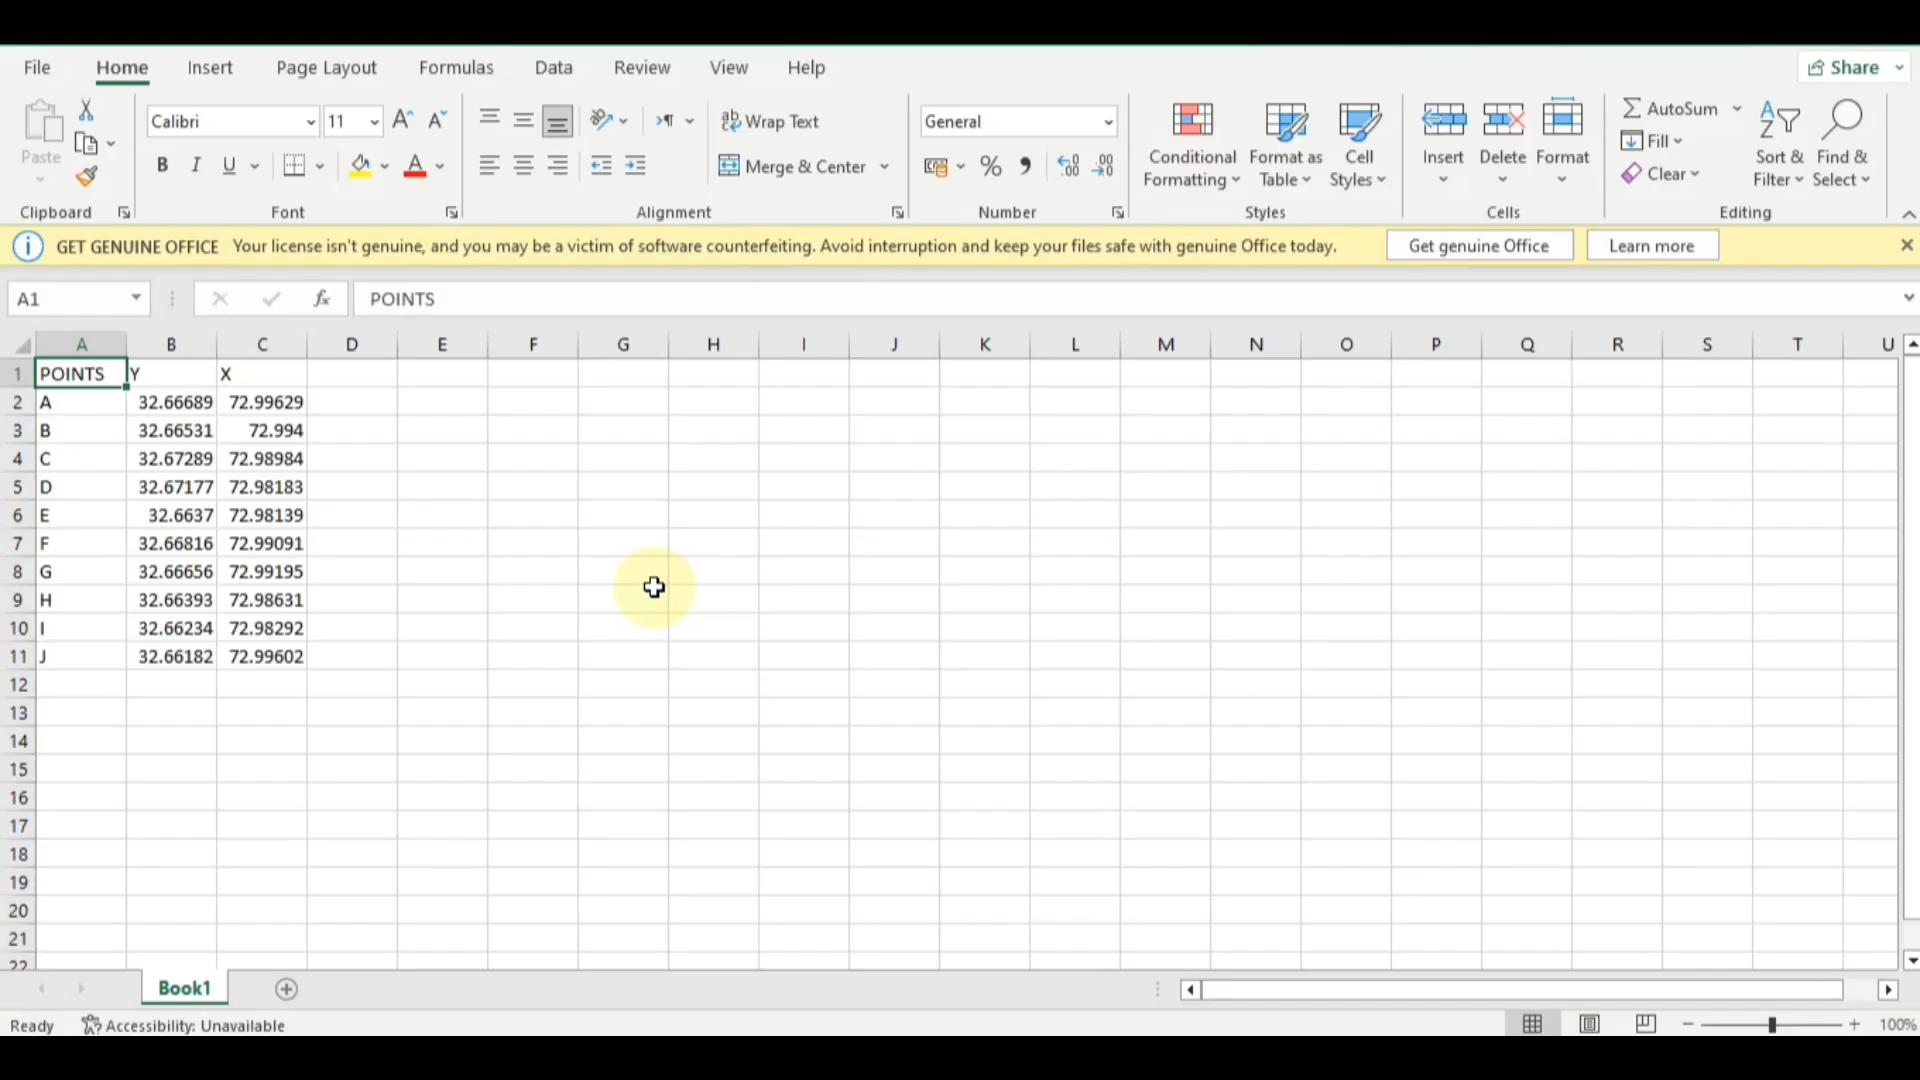 File Home Insert Page Layout Formulas Data Review View Help Share
Calibri 11 Wrap Text General AutoSum
Paste Merge & Center % Conditional Formatting Format as Table Cell Styles Insert Delete Format Fill Clear Sort & Filter Find & Select
Clipboard Font Alignment Number Styles Cells Editing
GET GENUINE OFFICE Your license isn't genuine, and you may be a victim of software counterfeiting. Avoid interruption and keep your files safe with genuine Office today. Get genuine Office Learn more
A1 fx POINTS
A B C D E F G H I J K L M N O P Q R S T U
1 POINTS Y X
2 A 32.66689 72.99629
3 B 32.66531 72.994
4 C 32.67289 72.98984
5 D 32.67177 72.98183
6 E 32.6637 72.98139
7 F 32.66816 72.99091
8 G 32.66656 72.99195
9 H 32.66393 72.98631
10 I 32.66234 72.98292
11 J 32.66182 72.99602
12
13
14
15
16
17
18
19
20
21
22
Book1
Ready Accessibility: Unavailable 100%